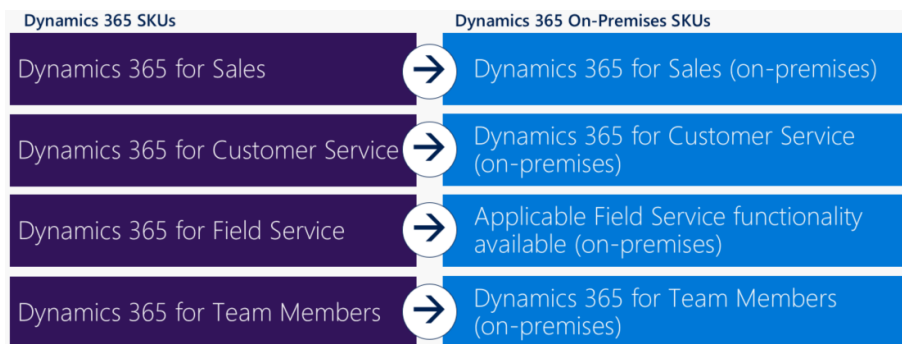 Dynamics 365 SKUs
Dynamics 365 On-Premises SKUs
Dynamics 365 for Sales
Dynamics 365 for Sales (on-premises)
Dynamics 365 for Customer Service
Dynamics 365 for Customer Service
(on-premises)
Dynamics 365 for Field Service
Applicable Field Service functionality
available (on-premises)
Dynamics 365 for Team Members
Dynamics 365 for Team Members
(on-premises)